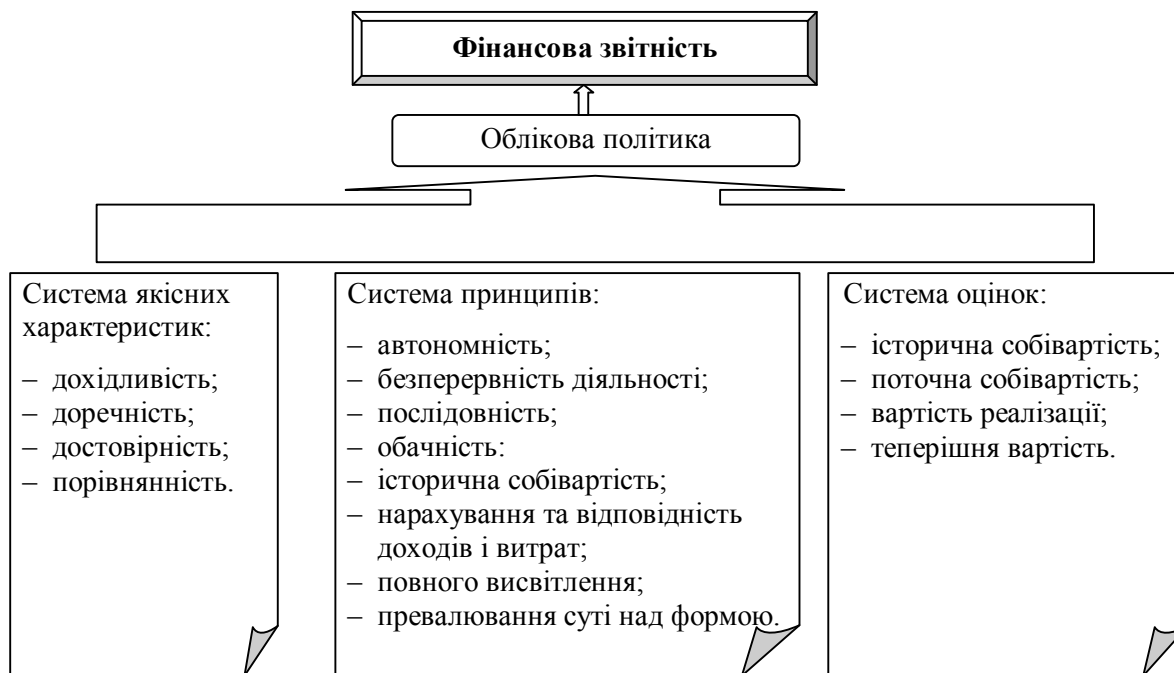 Фінансова звітність
Облікова політика
Система якісних
характеристик:
– дохідливість;
– доречність;
– достовірність;
– порівнянність.
Система принципів:
– автономність;
– безперервність діяльності;
– послідовність;
– обачність:
– історична собівартість;
– нарахування та відповідність
доходів і витрат;
– повного висвітлення;
– превалювання суті над формою.
Система оцінок:
– історична собівартість;
– поточна собівартість;
– вартість реалізації;
– теперішня вартість.